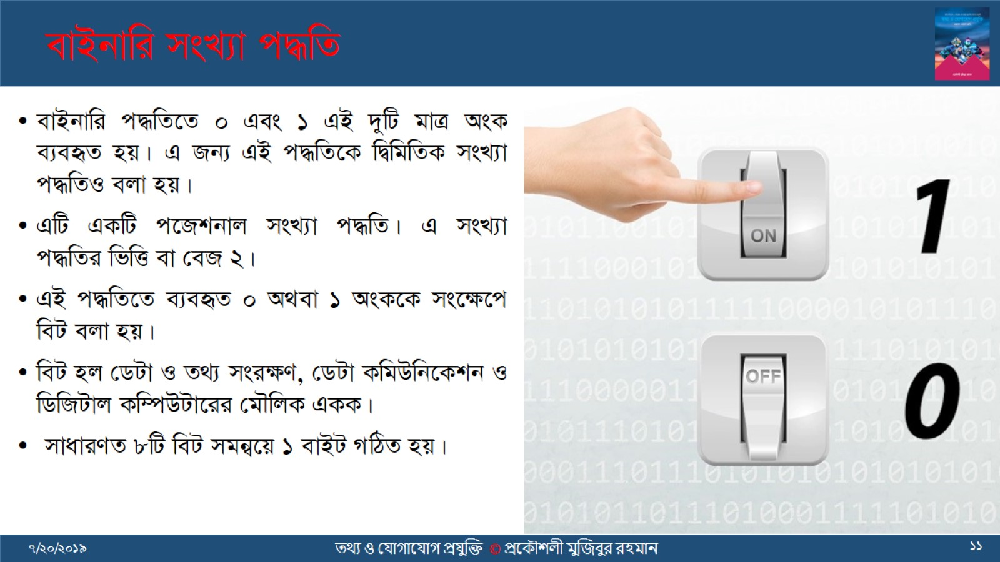 বাইনারি সংখ্যা পদ্ধতি
• বাইনারি পদ্ধতিতে ০ এবং ১ এই দুটি মাত্র অংক
ব্যবহৃত হয়। এ জন্য এই পদ্ধতিকে দ্বিমিতিক সংখ্যা
পদ্ধতিও বলা হয়।
• এটি একটি পজেশনাল সংখ্যা পদ্ধতি। এ সংখ্যা
পদ্ধতির ভিত্তি বা বেজ ২।
• এই পদ্ধতিতে ব্যবহৃত ০ অথবা ১ অংককে সংক্ষেপে
বিট বলা হয়।
• বিট হল ডেটা ও তথ্য সংরক্ষণ, ডেটা কমিউনিকেশন ও
ডিজিটাল কম্পিউটারের মৌলিক একক।
• সাধারণত ৮টি বিট সমন্বয়ে ১ বাইট গঠিত হয়।
ON
1
OFF
0
৭/২০/২০১৯
তথ্য ও যোগাযোগ প্রযুক্তি © প্রকৌশলী মুজিবুর রহমান
১১